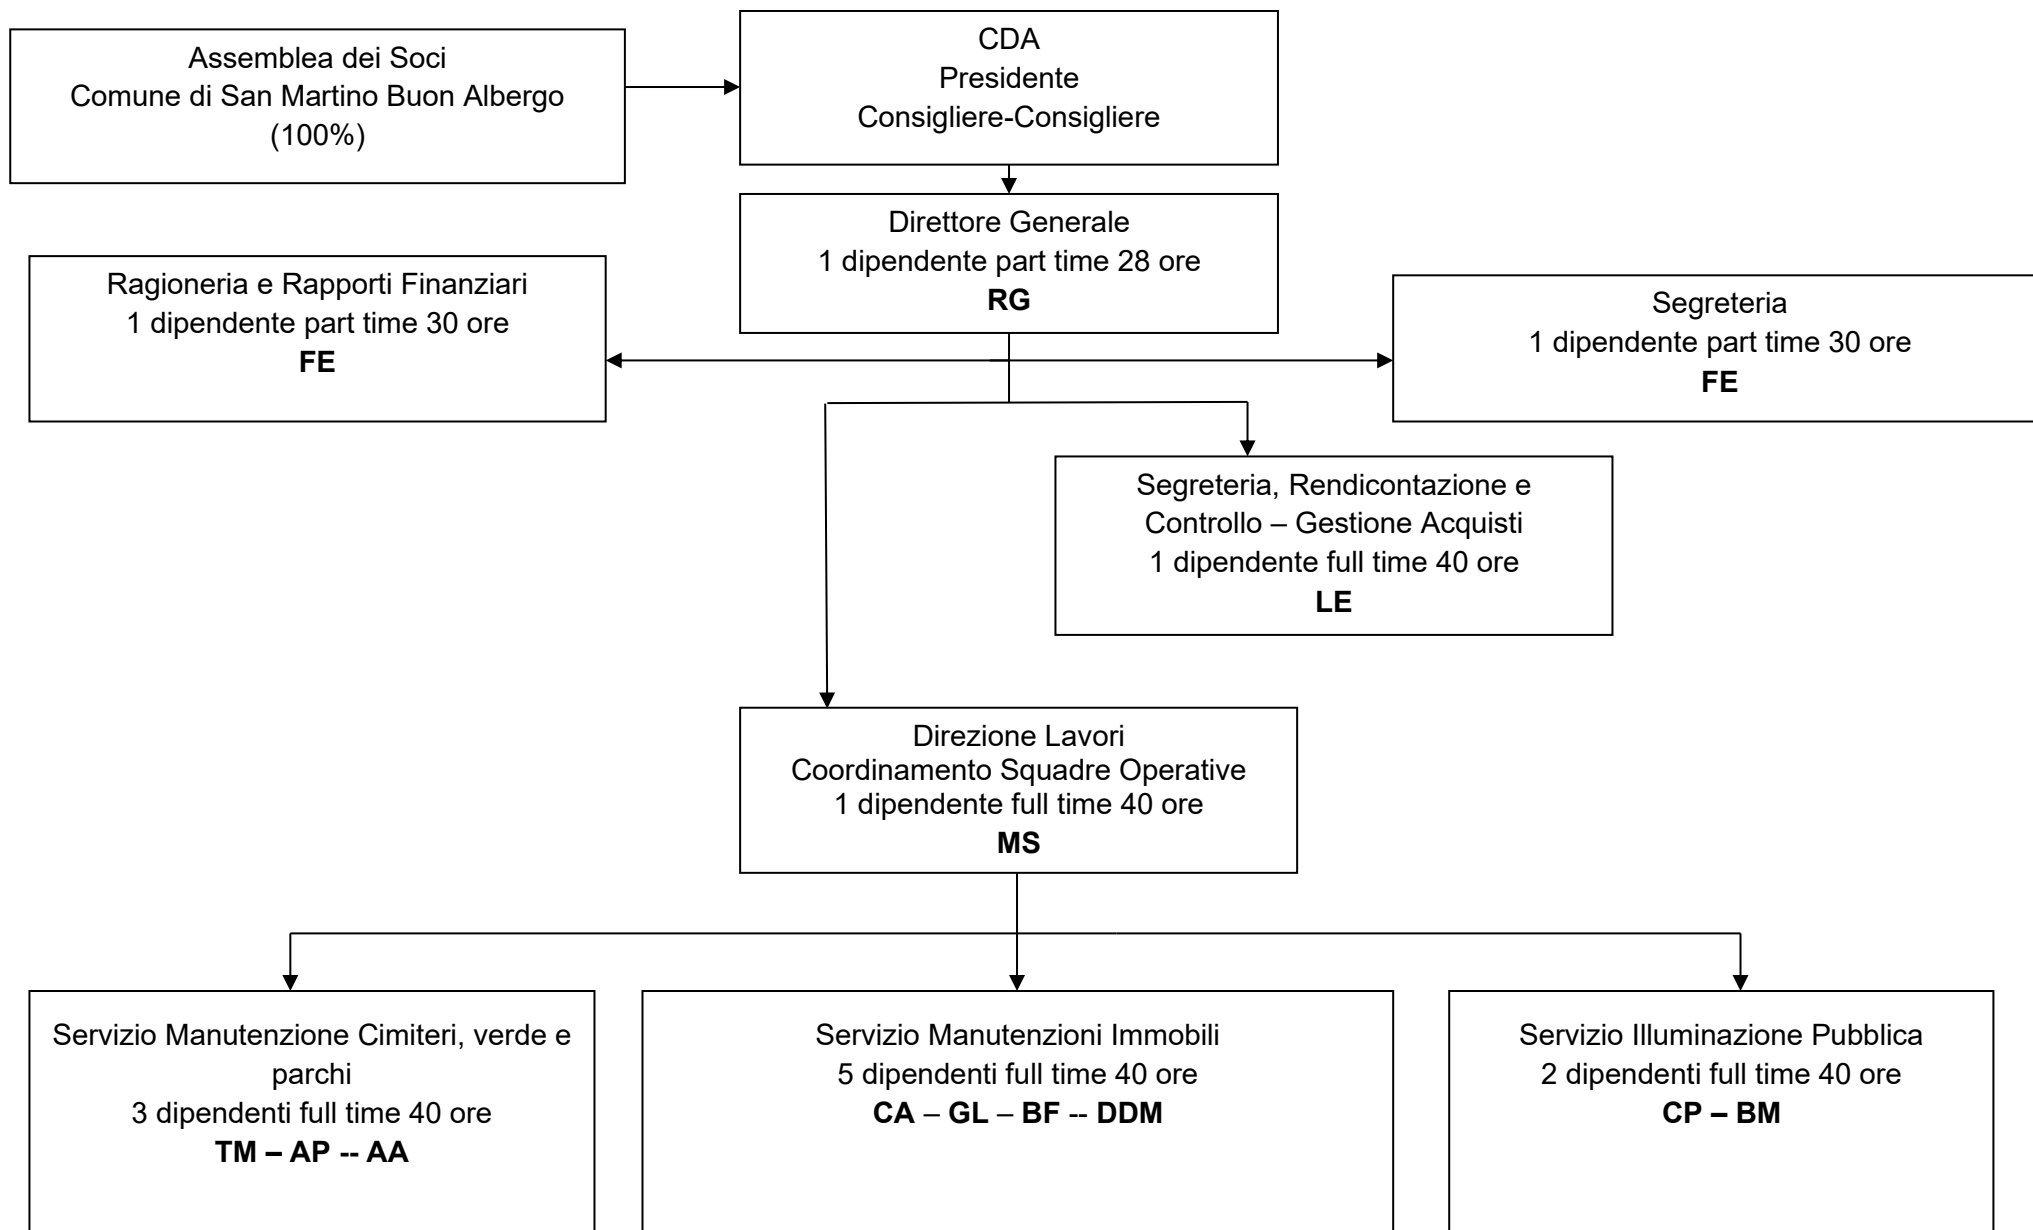 Assemblea dei Soci
Comune di San Martino Buon Albergo
(100%)
CDA
Presidente
Consigliere-Consigliere
Direttore Generale
1 dipendente part time 28 ore
RG
Ragioneria e Rapporti Finanziari
1 dipendente part time 30 ore
FE
Segreteria
1 dipendente part time 30 ore
FE
Segreteria, Rendicontazione e
Controllo – Gestione Acquisti
1 dipendente full time 40 ore
LE
Direzione Lavori
Coordinamento Squadre Operative
1 dipendente full time 40 ore
MS
Servizio Manutenzione Cimiteri, verde e
parchi
3 dipendenti full time 40 ore
TM – AP -- AA
Servizio Manutenzioni Immobili
5 dipendenti full time 40 ore
CA – GL – BF -- DDM
Servizio Illuminazione Pubblica
2 dipendenti full time 40 ore
CP – BM